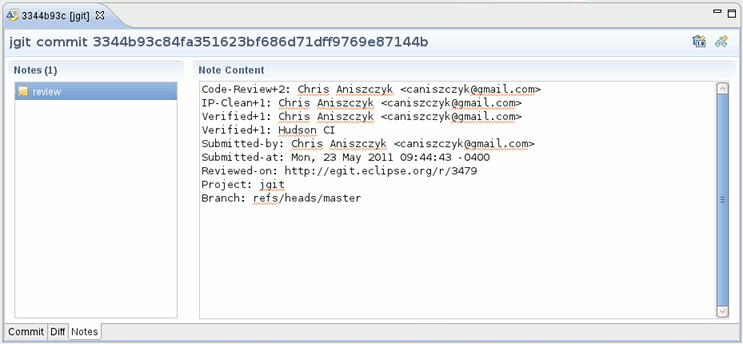 3344b93c [jgit]
jgit commit 3344b93c84fa351623bf686d71dff9769e87144b
Notes (1)
review
Note Content
Code-Review+2: Chris Aniszczyk <caniszczyk@gmail.com>
IP-Clean+1: Chris Aniszczyk <caniszczyk@gmail.com>
Verified+1: Chris Aniszczyk <caniszczyk@gmail.com>
Verified+1: Hudson CI
Submitted-by: Chris Aniszczyk <caniszczyk@gmail.com>
Submitted-at: Mon, 23 May 2011 09:44:43 -0400
Reviewed-on: http://egit.eclipse.org/r/3479
Project: jgit
Branch: refs/heads/master
Commit Diff Notes